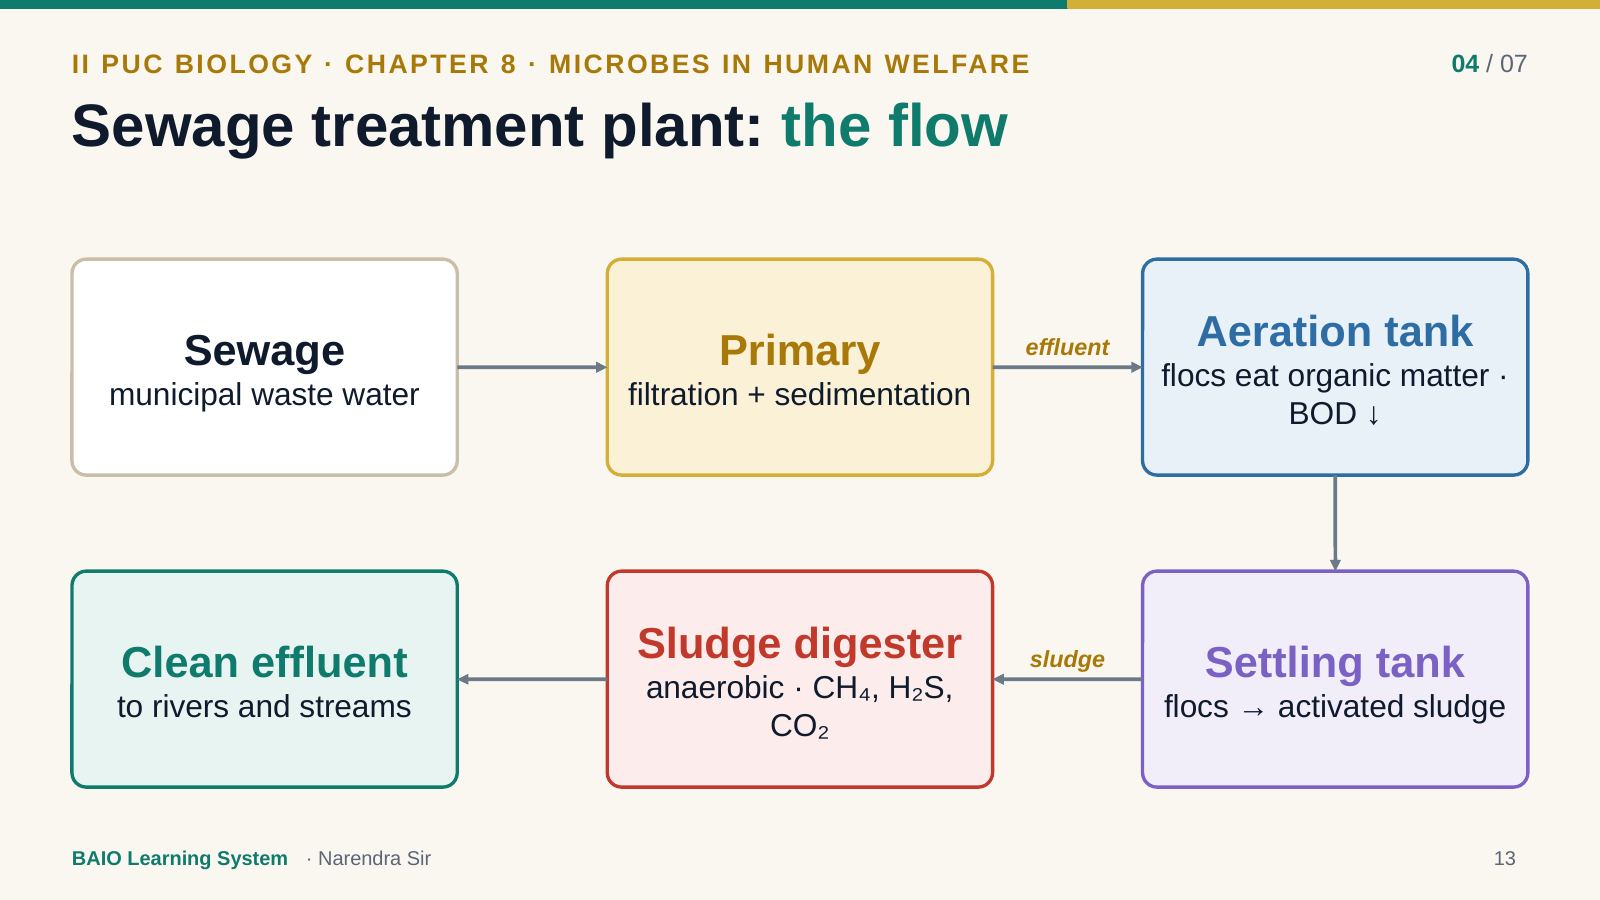 II PUC BIOLOGY · CHAPTER 8 · MICROBES IN HUMAN WELFARE
04 / 07
Sewage treatment plant: the flow
Sewage
municipal waste water
Primary
filtration + sedimentation
effluent
Aeration tank
flocs eat organic matter ·
BOD ↓
Clean effluent
to rivers and streams
Sludge digester
anaerobic · CH₄, H₂S,
CO₂
sludge
Settling tank
flocs → activated sludge
BAIO Learning System · Narendra Sir
13